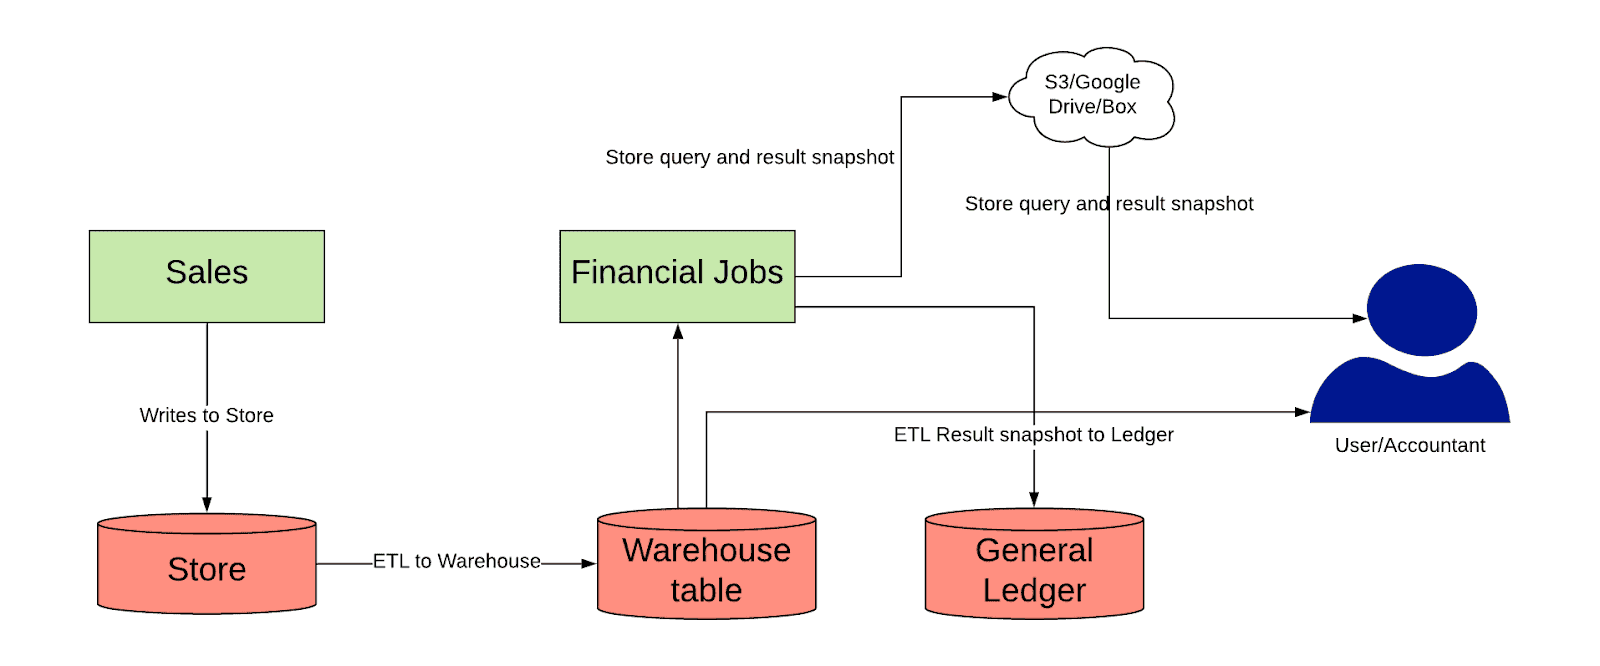 S3/Google
Drive/Box
Store query and result snapshot
Store query and result snapshot
Sales
Financial Jobs
Writes to Store
ETL Result snapshot to Ledger
User/Accountant
Store
ETL to Warehouse
Warehouse
table
General
Ledger